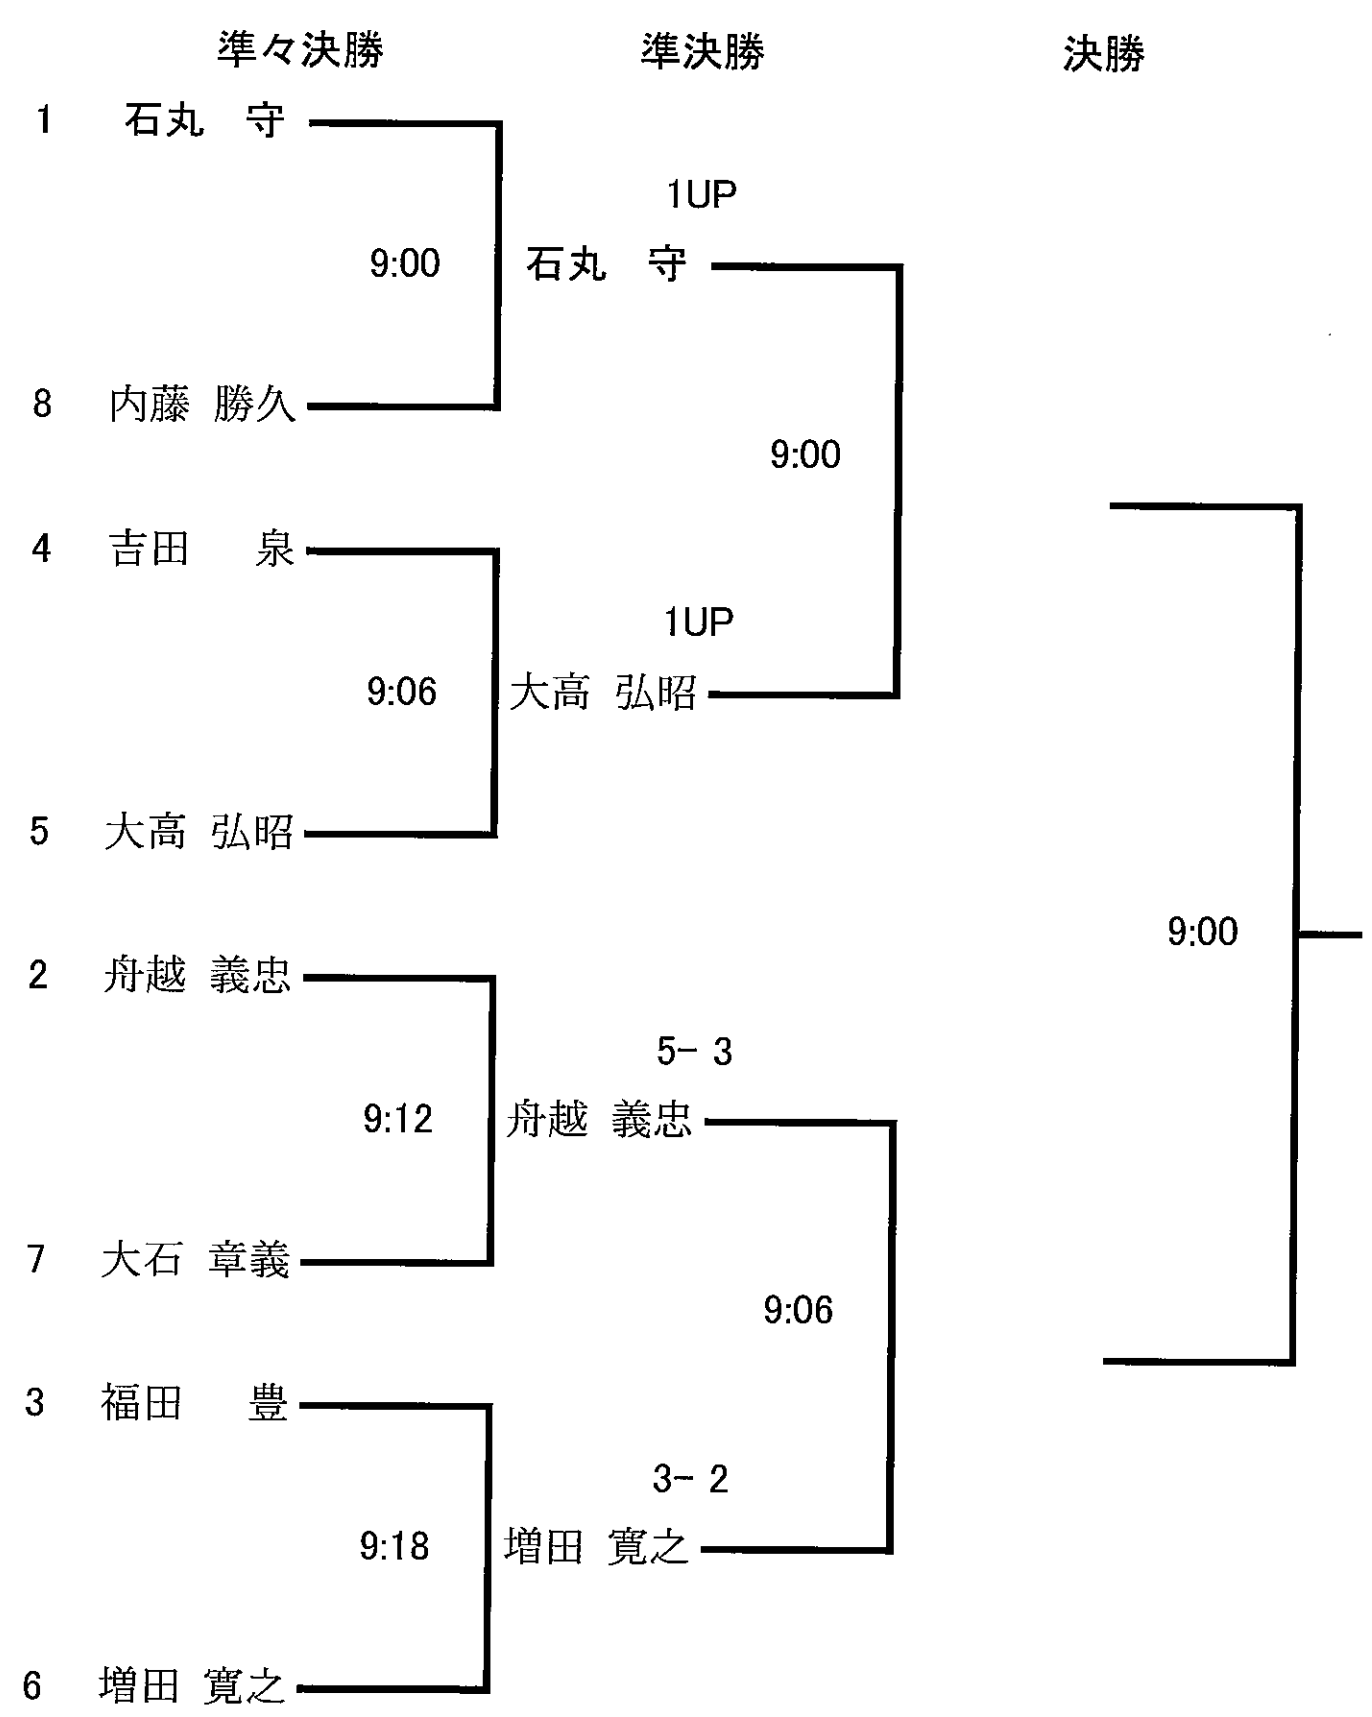 準々決勝 準決勝 決勝
1 石丸 守
1UP
9:00 石丸 守
8 内藤 勝久
9:00
4 吉田 泉
1UP
9:06 大高 弘昭
5 大高 弘昭
9:00
2 舟越 義忠
5- 3
9:12 舟越 義忠
7 大石 章義
9:06
3 福田 豊
3- 2
9:18 増田 寛之
6 増田 寛之